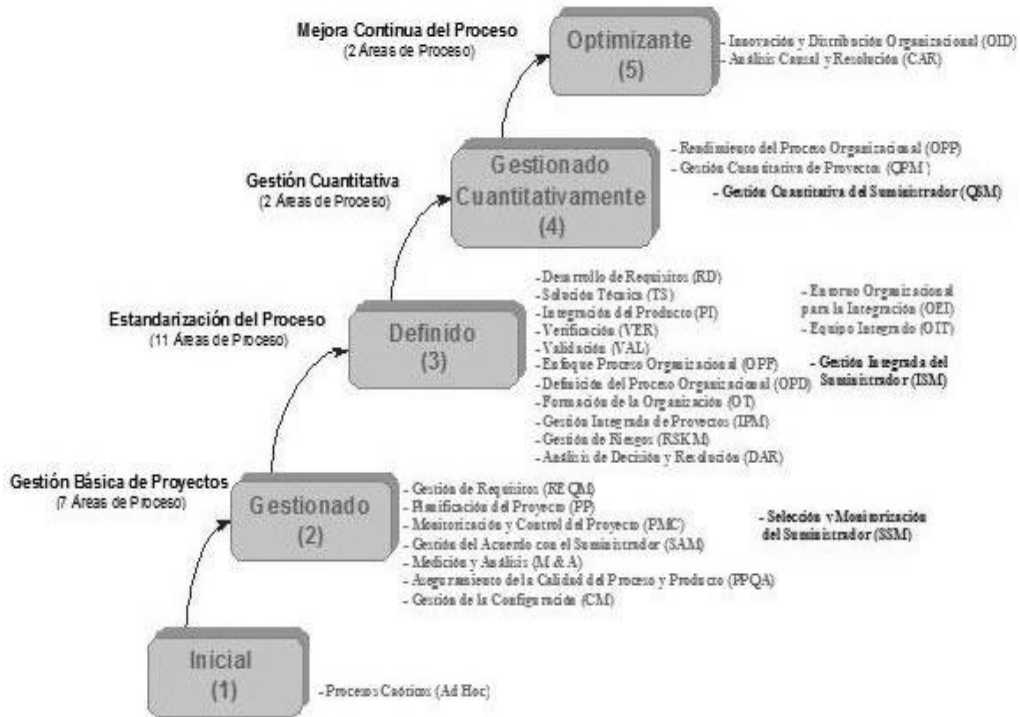 Mejora Continua del Proceso
(2 Áreas de Proceso)
Optimizante
(5)
- Innovación y Distribución Organizacional (OID)
- Análisis Causal y Resolución (CAR)
Gestión Cuantitativa
(2 Áreas de Proceso)
Gestionado
Cuantitativamente
(4)
- Rendimiento del Proceso Organizacional (OPP)
- Gestión Cuantitativa de Proyectos (QPM)
- Gestión Cuantitativa del Suministrador (QSM)
Estandarización del Proceso
(11 Áreas de Proceso)
Definido
(3)
- Desarrollo de Requisitos (RD)
- Solución Técnica (TS)
- Integración del Producto (PI)
- Verificación (VER)
- Validación (VAL)
- Enfoque Proceso Organizacional (OPF)
- Definición del Proceso Organizacional (OPD)
- Formación de la Organización (OT)
- Gestión Integrada de Proyectos (IPM)
- Gestión de Riesgos (RSKM)
- Análisis de Decisión y Resolución (DAR)
- Entorno Organizacional
para la Integración (OEI)
- Equipo Integrado (OIT)
- Gestión Integrada del
Suministrador (ISM)
Gestión Básica de Proyectos
(7 Áreas de Proceso)
Gestionado
(2)
- Gestión de Requisitos (REQM)
- Planificación del Proyecto (PP)
- Monitorización y Control del Proyecto (PMC)
- Gestión del Acuerdo con el Suministrador (SAM)
- Medición y Análisis (M & A)
- Aseguramiento de la Calidad del Proceso y Producto (PPQA)
- Gestión de la Configuración (CM)
- Selección y Monitorización
del Suministrador (SSM)
Inicial
(1)
- Procesos Caóticos (Ad Hoc)